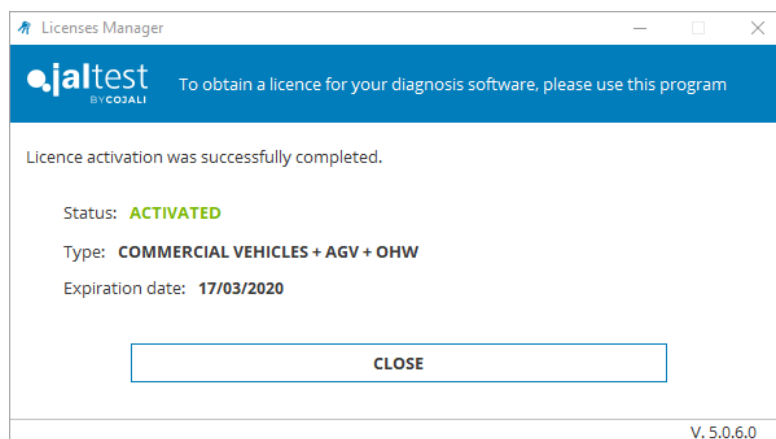 Licenses Manager
jaltest
BY COJALI
To obtain a licence for your diagnosis software, please use this program
Licence activation was successfully completed.
Status: ACTIVATED
Type: COMMERCIAL VEHICLES + AGV + OHW
Expiration date: 17/03/2020
CLOSE
V. 5.0.6.0